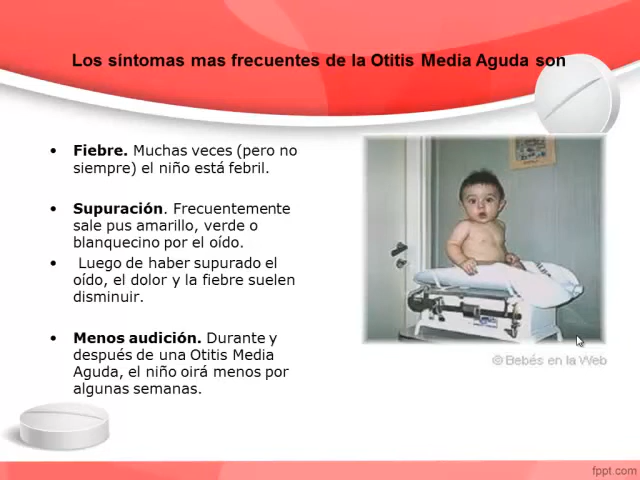 Los síntomas mas frecuentes de la Otitis Media Aguda son
• Fiebre. Muchas veces (pero no
siempre) el niño está febril.
• Supuración. Frecuentemente
sale pus amarillo, verde o
blanquecino por el oído.
• Luego de haber supurado el
oído, el dolor y la fiebre suelen
disminuir.
• Menos audición. Durante y
después de una Otitis Media
Aguda, el niño oirá menos por
algunas semanas.
© Bebés en la Web
fppt.com